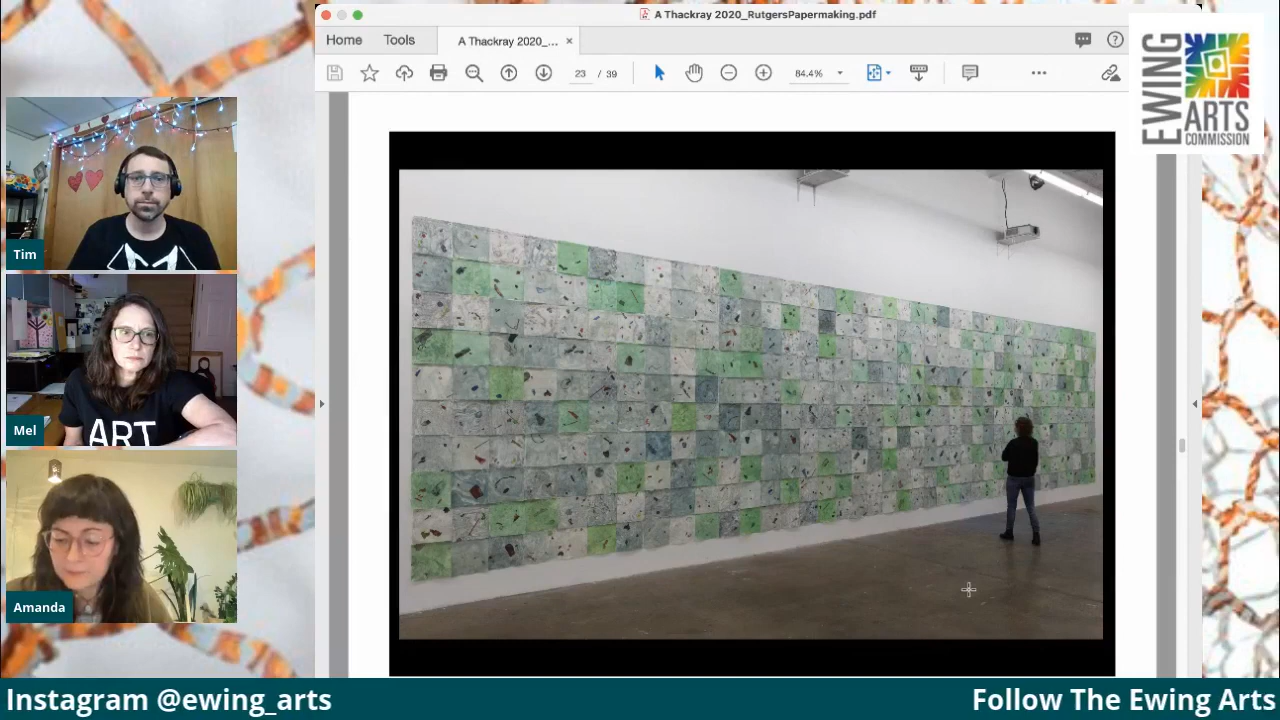 A Thackray 2020_RutgersPapermaking.pdf
Home
Tools
A Thackray 2020_...
23 / 39
84.4%
EWING
ARTS
COMMISSION
Tim
Mel
ART
Amanda
Instagram @ewing_arts
Follow The Ewing Arts